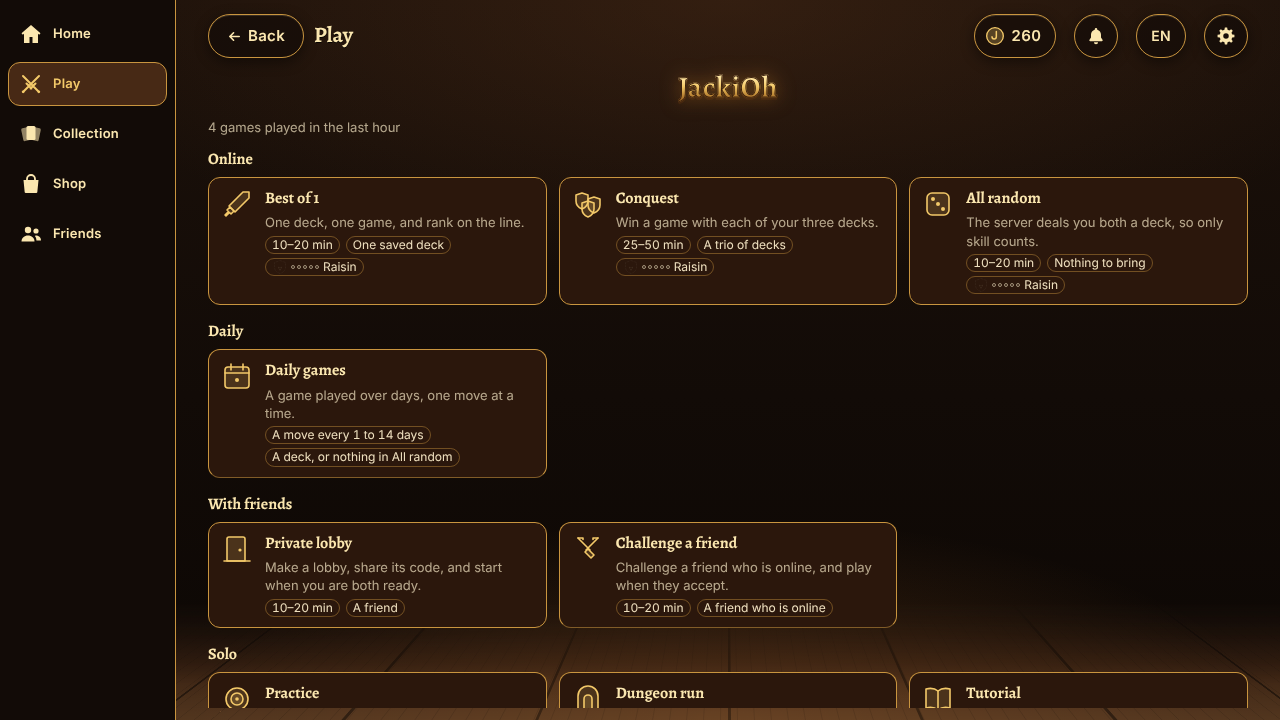 Home
Play
Collection
Shop
Friends
← Back
Play
J 260
EN
JackiOh
4 games played in the last hour
Online
Best of 1
One deck, one game, and rank on the line.
10–20 min
One saved deck
Raisin
Conquest
Win a game with each of your three decks.
25–50 min
A trio of decks
Raisin
All random
The server deals you both a deck, so only
skill counts.
10–20 min
Nothing to bring
Raisin
Daily
Daily games
A game played over days, one move at a
time.
A move every 1 to 14 days
A deck, or nothing in All random
With friends
Private lobby
Make a lobby, share its code, and start
when you are both ready.
10–20 min
A friend
Challenge a friend
Challenge a friend who is online, and play
when they accept.
10–20 min
A friend who is online
Solo
Practice
Dungeon run
Tutorial